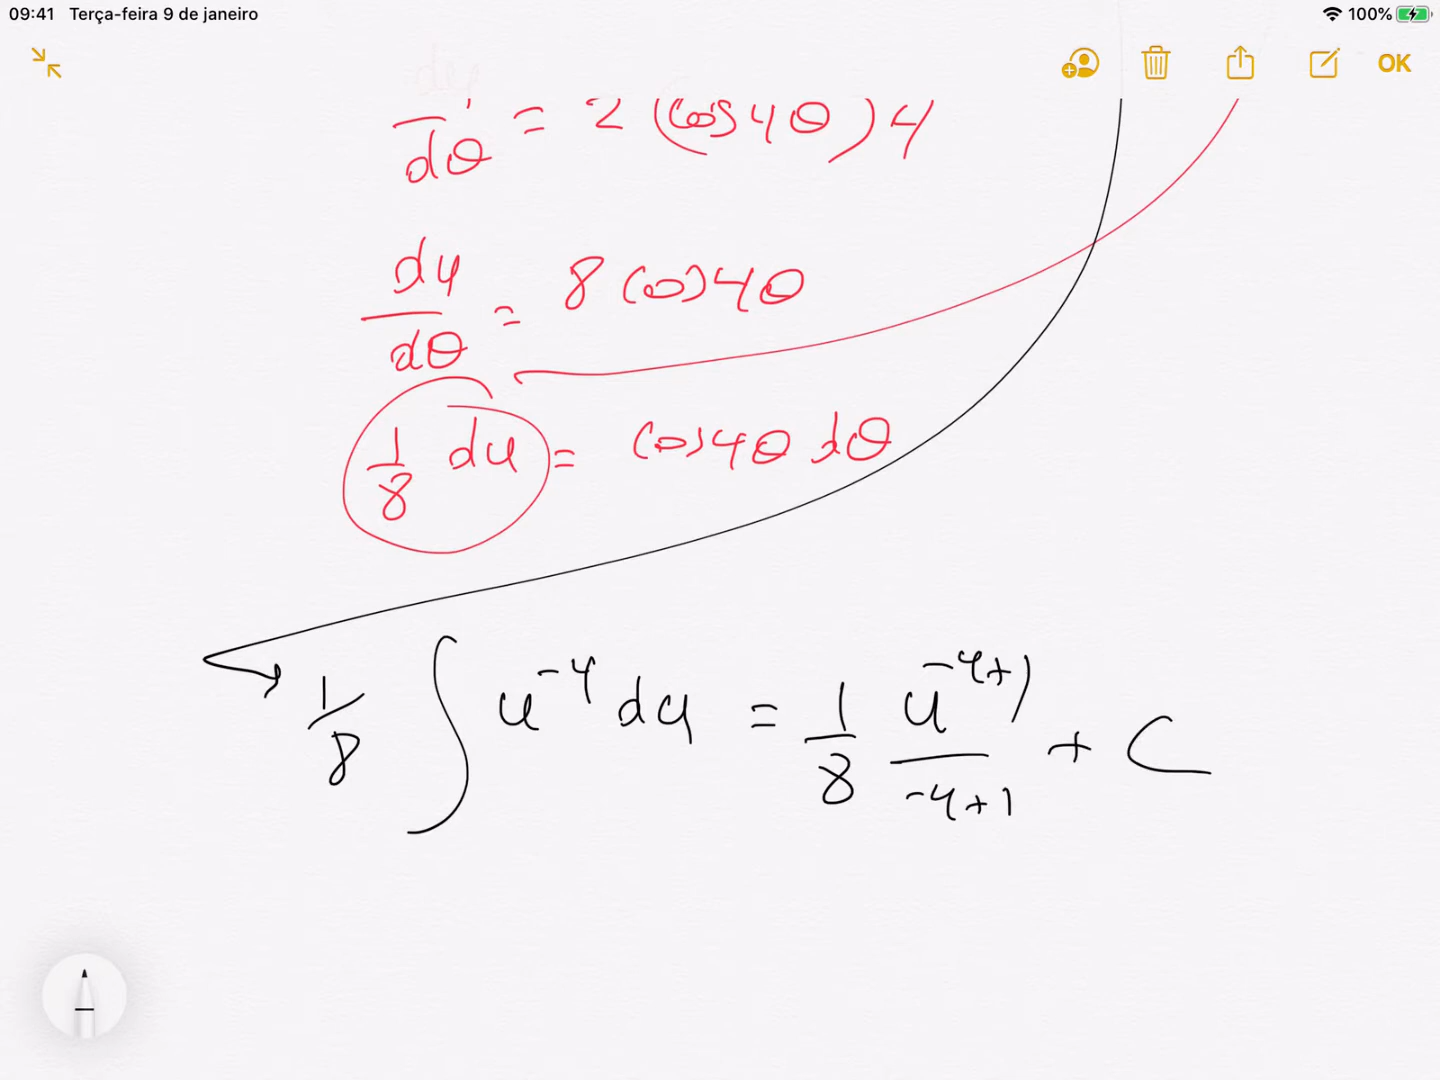 09:41 Terça-feira 9 de janeiro 100%
OK
dθ = 2 (cos 4θ) 4
du/dθ = 8 cos 4θ
1/8 du = cos 4θ dθ
1/8 ∫ u^-4 du = 1/8 u^-4+1/-4+1 + C